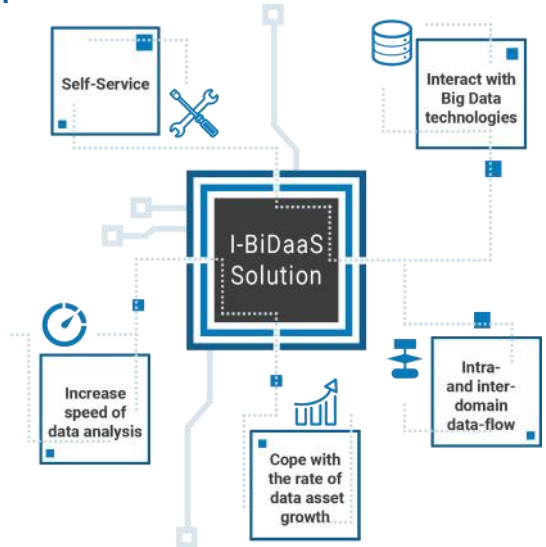 Self-Service
Interact with
Big Data
technologies
I-BiDaaS
Solution
Increase
speed of
data analysis
Intra-
and inter-
domain
data-flow
Cope with
the rate of
data asset
growth